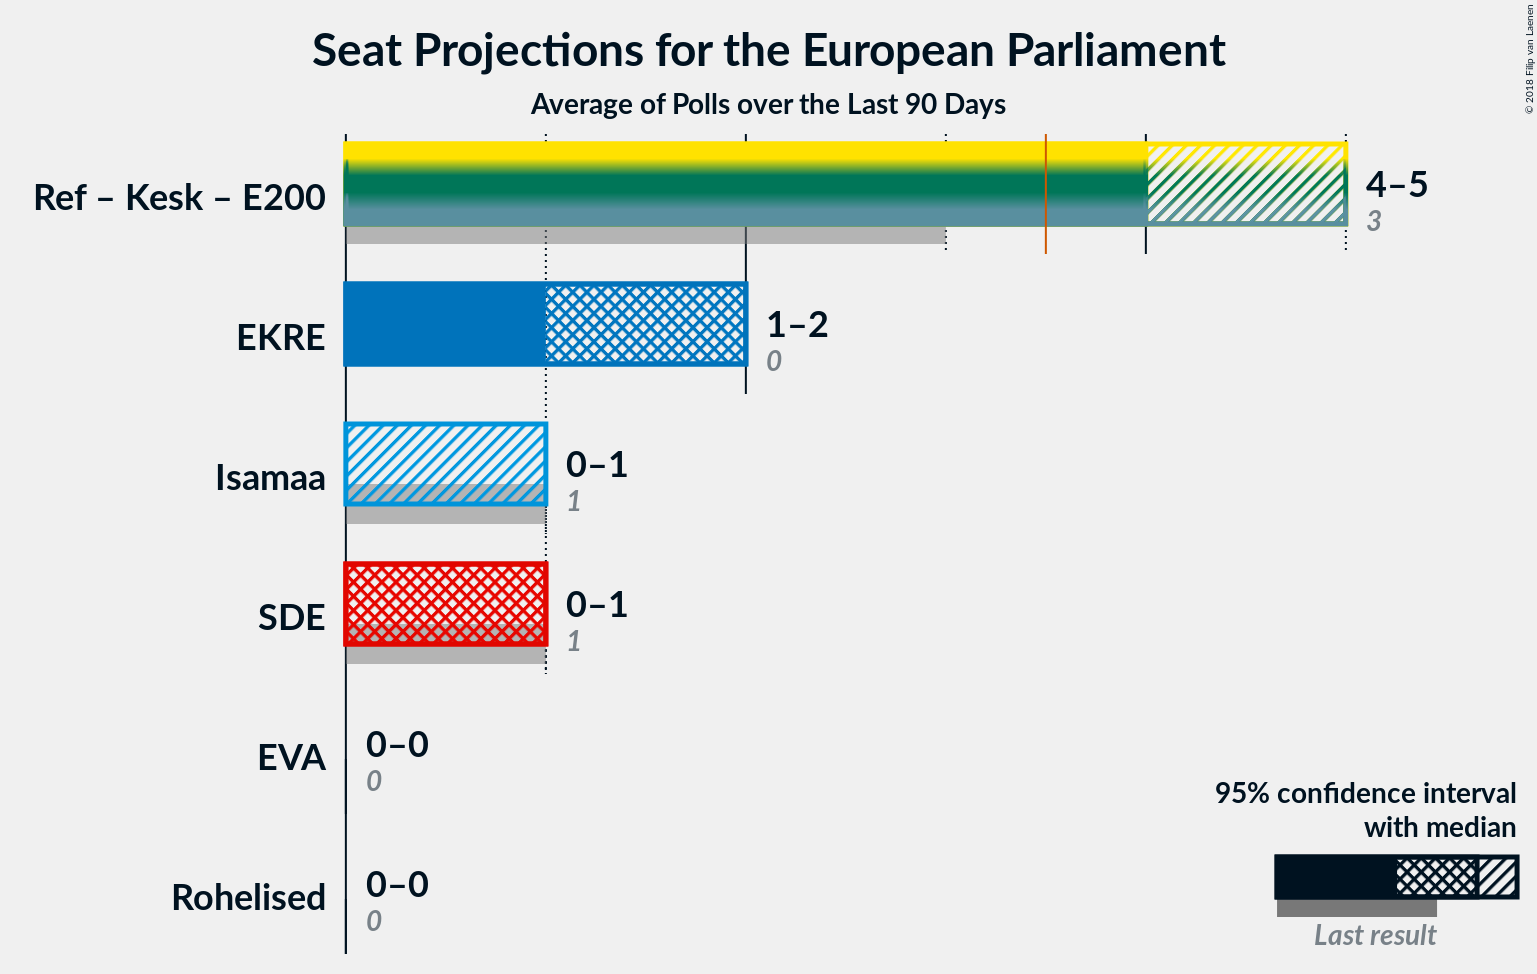 Seat Projections for the European Parliament
Average of Polls over the Last 90 Days
© 2018 Filip van Laenen
Ref – Kesk – E200
4–5
3
EKRE
1–2
0
Isamaa
0–1
1
SDE
0–1
1
EVA
0–0
0
Rohelised
0–0
0
95% confidence interval
with median
Last result